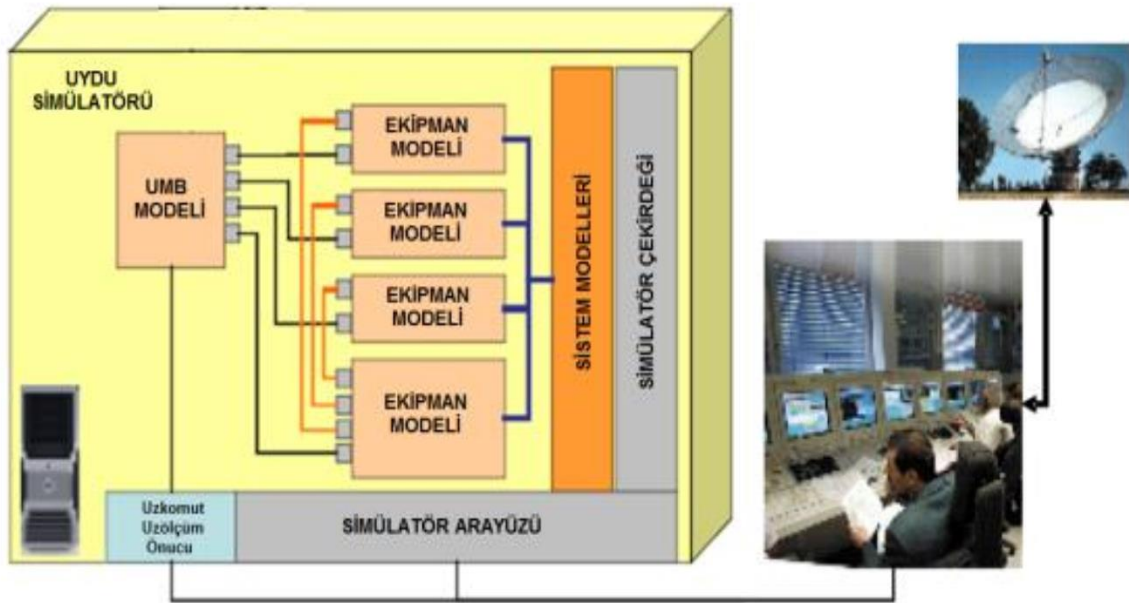 UYDU
SİMÜLATÖRÜ
UMB
MODELİ
EKİPMAN
MODELİ
EKİPMAN
MODELİ
EKİPMAN
MODELİ
EKİPMAN
MODELİ
SİSTEM MODELLERİ
SİMÜLATÖR ÇEKİRDEĞİ
Uzkomut
Uzölçüm
Önucu
SİMÜLATÖR ARAYÜZÜ